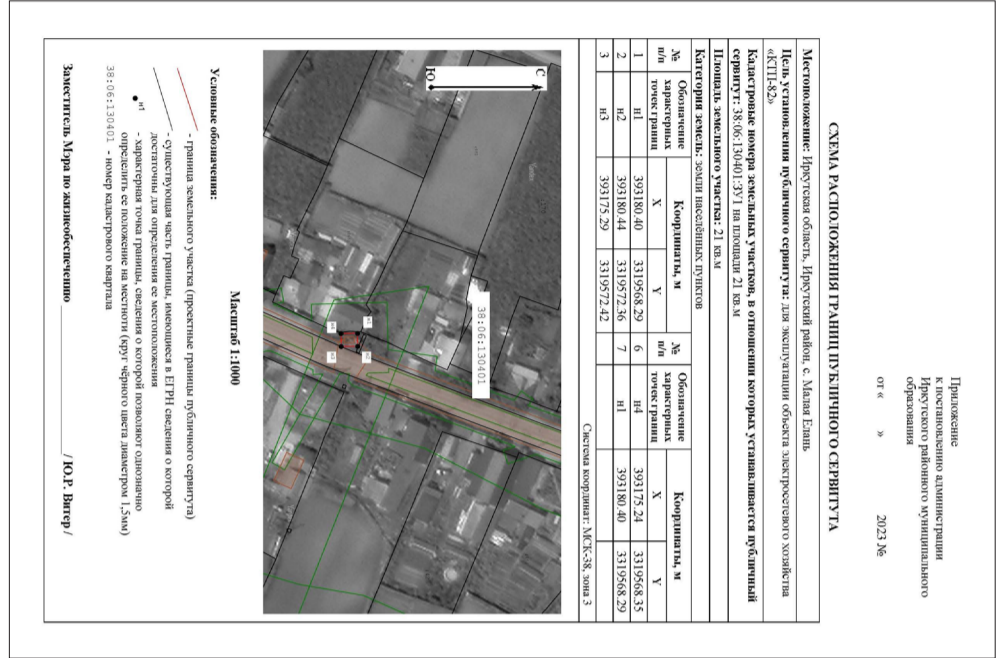 Приложение
к постановлению администрации
Иркутского районного муниципального
образования
от « » 2023 №
СХЕМА РАСПОЛОЖЕНИЯ ГРАНИЦ ПУБЛИЧНОГО СЕРВИТУТА
Местоположение: Иркутская область, Иркутский район, с. Малая Елань
Цель установления публичного сервитута: для эксплуатации объекта электросетевого хозяйства
«КТП-82»
Кадастровые номера земельных участков, в отношении которых устанавливается публичный
сервитут: 38:06:130401:ЗУ1 на площади 21 кв.м
Площадь земельного участка: 21 кв.м
Категория земель: земли населённых пунктов
№ п/п Обозначение характерных точек границ Координаты, м X Y № п/п Обозначение характерных точек границ Координаты, м X Y
1 н1 393180.40 3319568.29 6 н4 393175.24 3319568.35
2 н2 393180.44 3319572.36 7 н1 393180.40 3319568.29
3 н3 393175.29 3319572.42
Система координат: МСК-38, зона 3
С
Ю
38:06:130401
н1
н2
н4
н3
Масштаб 1:1000
Условные обозначения:
- граница земельного участка (проектные границы публичного сервитута)
- существующая часть границы, имеющиеся в ЕГРН сведения о которой
достаточны для определения ее местоположения
н1
- характерная точка границы, сведения о которой позволяют однозначно
определить ее положение на местности (круг чёрного цвета диаметром 1,5мм)
38:06:130401 - номер кадастрового квартала
Заместитель Мэра по жизнеобеспечению / Ю.Р. Витер /